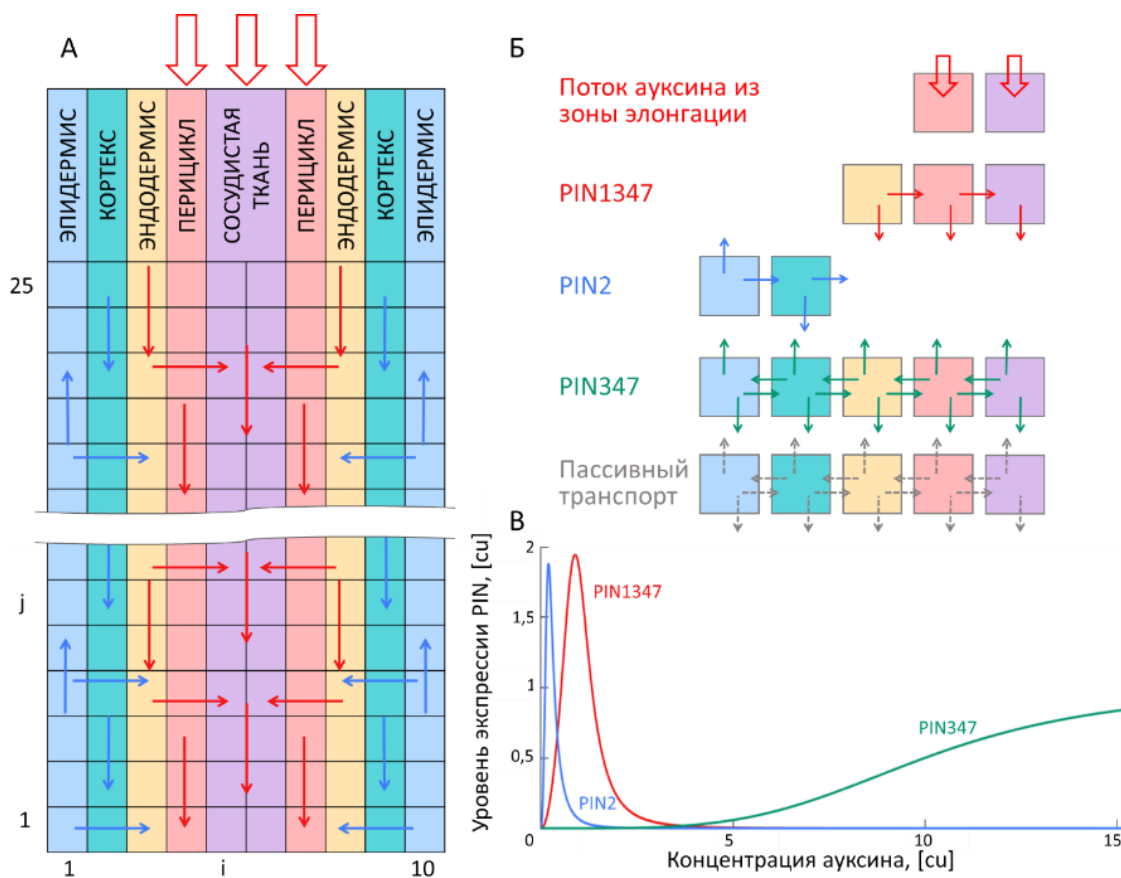 А
ЭПИДЕРМИС
КОРТЕКС
ЭНДОДЕРМИС
ПЕРИЦИКЛ
СОСУДИСТАЯ
ТКАНЬ
ПЕРИЦИКЛ
ЭНДОДЕРМИС
КОРТЕКС
ЭПИДЕРМИС
25
j
1
1
i
10
Б
Поток ауксина из
зоны элонгации
PIN1347
PIN2
PIN347
Пассивный
транспорт
В
Уровень экспрессии PIN, [cu]
2
1,5
1
0,5
0
PIN1347
PIN2
PIN347
0
5
10
15
Концентрация ауксина, [cu]